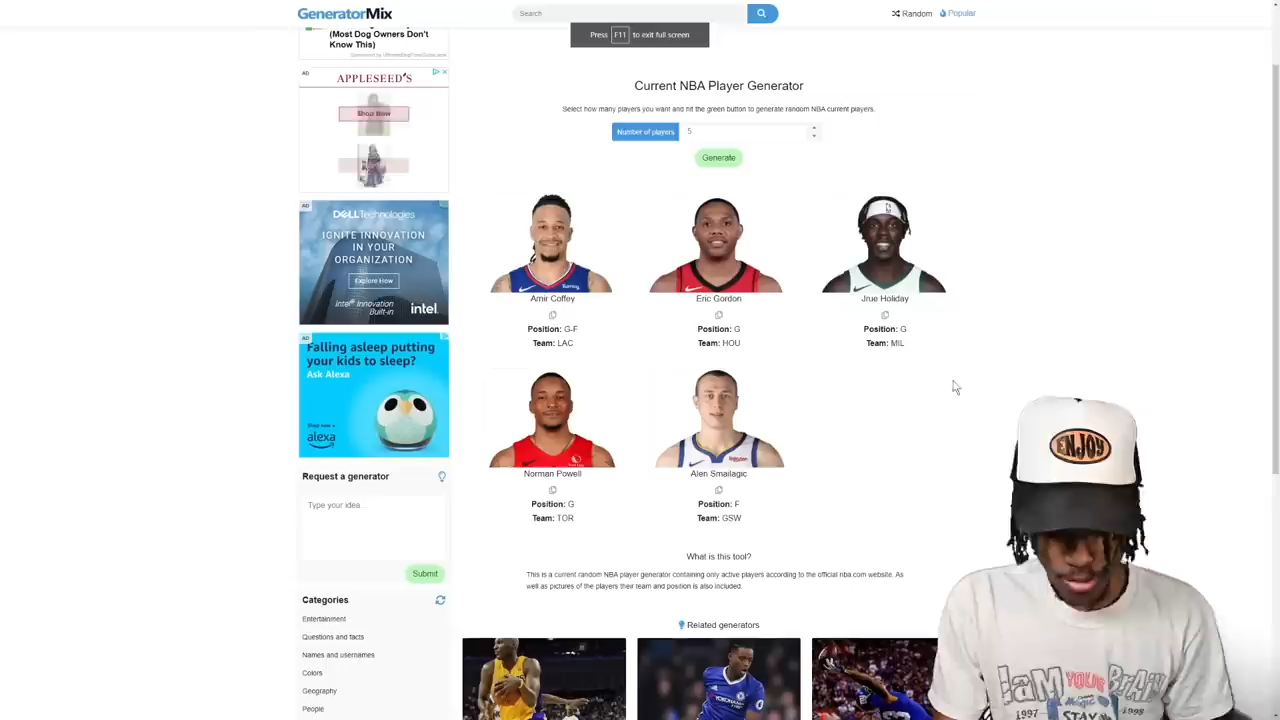 GeneratorMix
Search
Random
Popular
Press F11 to exit full screen
(Most Dog Owners Don't
Know This)
AD
APPLESEED'S
Shop Now
AD
DELLTechnologies
IGNITE INNOVATION
IN YOUR
ORGANIZATION
Explore How
Intel® Innovation
Built-in
intel.
AD
Falling asleep putting
your kids to sleep?
Ask Alexa
Shop now
alexa
Request a generator
Type your idea...
Submit
Categories
Entertainment
Questions and facts
Names and usernames
Colors
Geography
People
Current NBA Player Generator
Select how many players you want and hit the green button to generate random NBA current players.
Number of players
5
Generate
Amir Coffey
Position: G-F
Team: LAC
Eric Gordon
Position: G
Team: HOU
Jrue Holiday
Position: G
Team: MIL
Norman Powell
Position: G
Team: TOR
Alen Smailagic
Position: F
Team: GSW
What is this tool?
This is a current random NBA player generator containing only active players according to the official nba.com website. As
well as pictures of the players their team and position is also included.
Related generators
ENJOY
YOUR
1997
STAY
1998